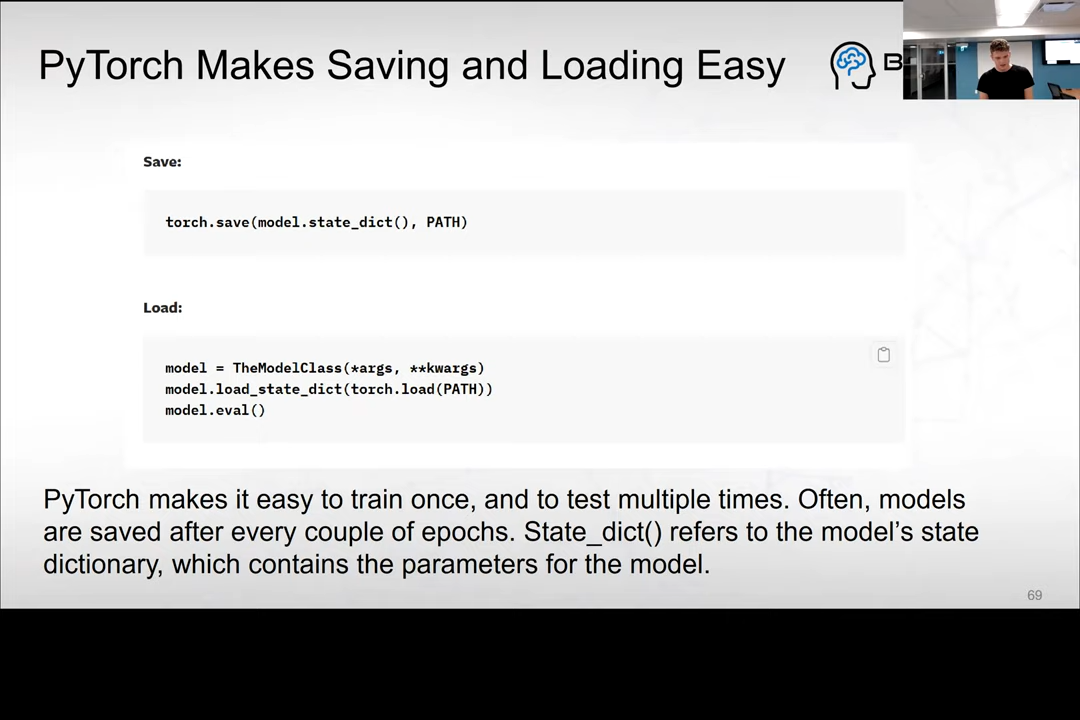 PyTorch Makes Saving and Loading Easy
B
Save:
torch.save(model.state_dict(), PATH)
Load:
model = TheModelClass(*args, **kwargs)
model.load_state_dict(torch.load(PATH))
model.eval()
PyTorch makes it easy to train once, and to test multiple times. Often, models
are saved after every couple of epochs. State_dict() refers to the model’s state
dictionary, which contains the parameters for the model.
69